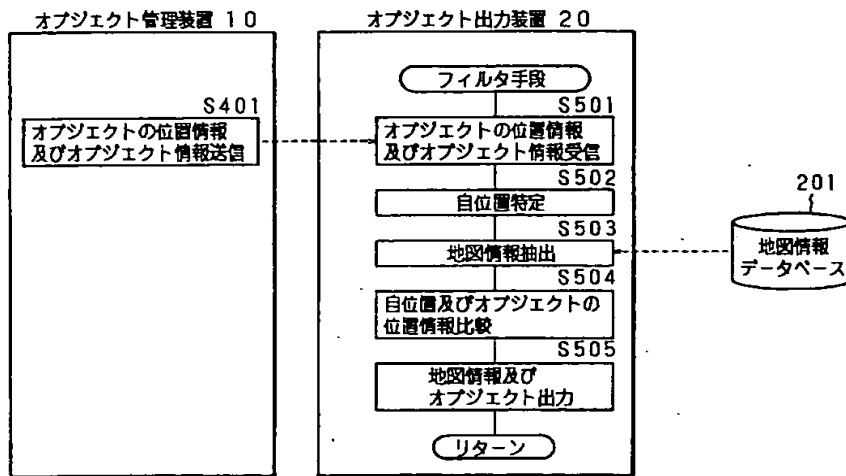 オブジェクト管理装置 10
オブジェクト出力装置 20
フィルタ手段
S401
オブジェクトの位置情報
及びオブジェクト情報送信
S501
オブジェクトの位置情報
及びオブジェクト情報受信
S502
自位置特定
S503
地図情報抽出
201
地図情報
データベース
S504
自位置及びオブジェクトの
位置情報比較
S505
地図情報及び
オブジェクト出力
リターン